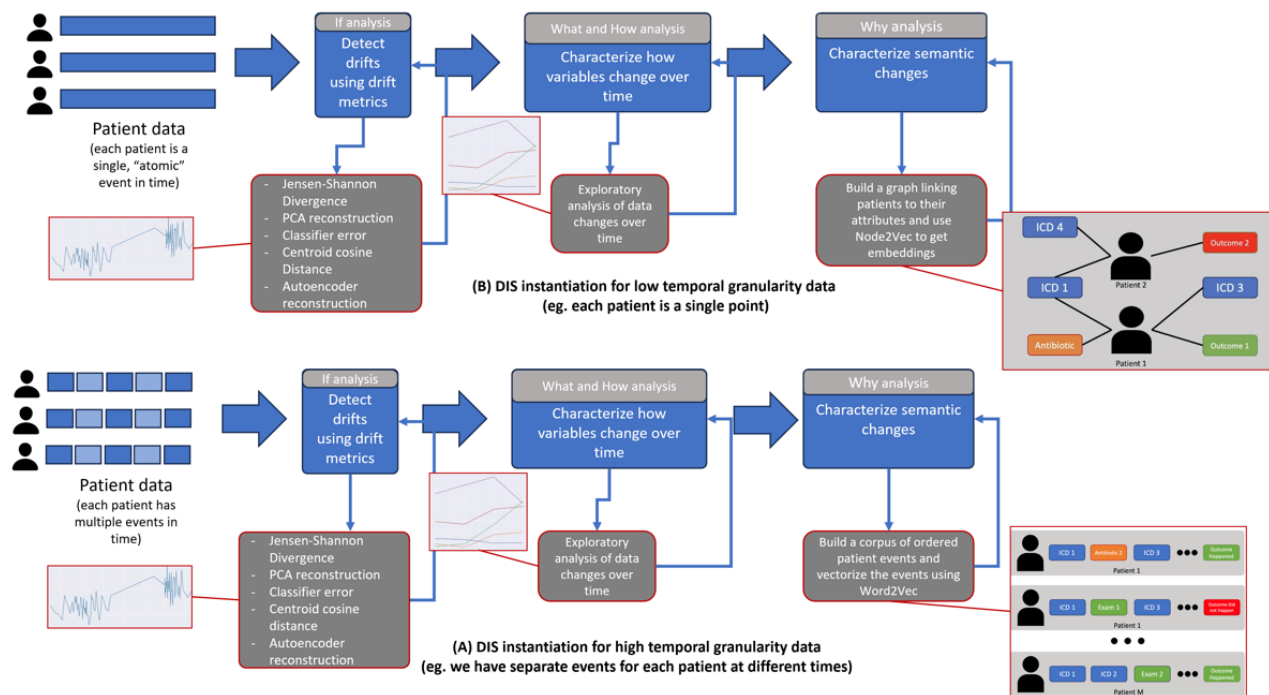 If analysis
Detect
drifts
using drift
metrics
What and How analysis
Characterize how
variables change over
time
Why analysis
Characterize semantic
changes
Patient data
(each patient is a
single, “atomic”
event in time)
- Jensen-Shannon
Divergence
- PCA reconstruction
- Classifier error
- Centroid cosine
Distance
- Autoencoder
reconstruction
Exploratory
analysis of data
changes over
time
Build a graph linking
patients to their
attributes and use
Node2Vec to get
embeddings
ICD 4
Outcome 2
Patient 2
ICD 1
ICD 3
Antibiotic
Outcome 1
Patient 1
(B) DIS instantiation for low temporal granularity data
(eg. each patient is a single point)
If analysis
Detect
drifts
using drift
metrics
What and How analysis
Characterize how
variables change over
time
Why analysis
Characterize semantic
changes
Patient data
(each patient has
multiple events in
time)
- Jensen-Shannon
Divergence
- PCA reconstruction
- Classifier error
- Centroid cosine
distance
- Autoencoder
reconstruction
Exploratory
analysis of data
changes over
time
Build a corpus of ordered
patient events and
vectorize the events using
Word2Vec
ICD 1 Antibiotic 2 ICD 3 Outcome
Happened
Patient 1
ICD 1 Exam 1 ICD 3 Outcome Did
not happen
Patient 1
ICD 1 ICD 2 Exam 2 Outcome
Happened
Patient M
(A) DIS instantiation for high temporal granularity data
(eg. we have separate events for each patient at different times)